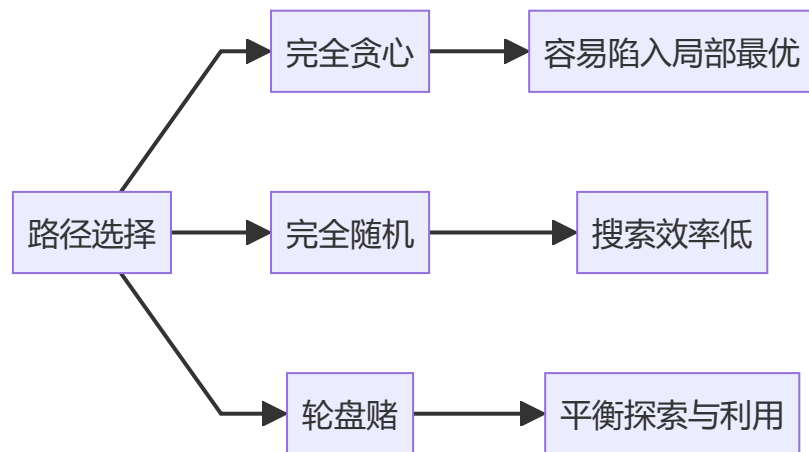 完全贪心
容易陷入局部最优
路径选择
完全随机
搜索效率低
轮盘赌
平衡探索与利用